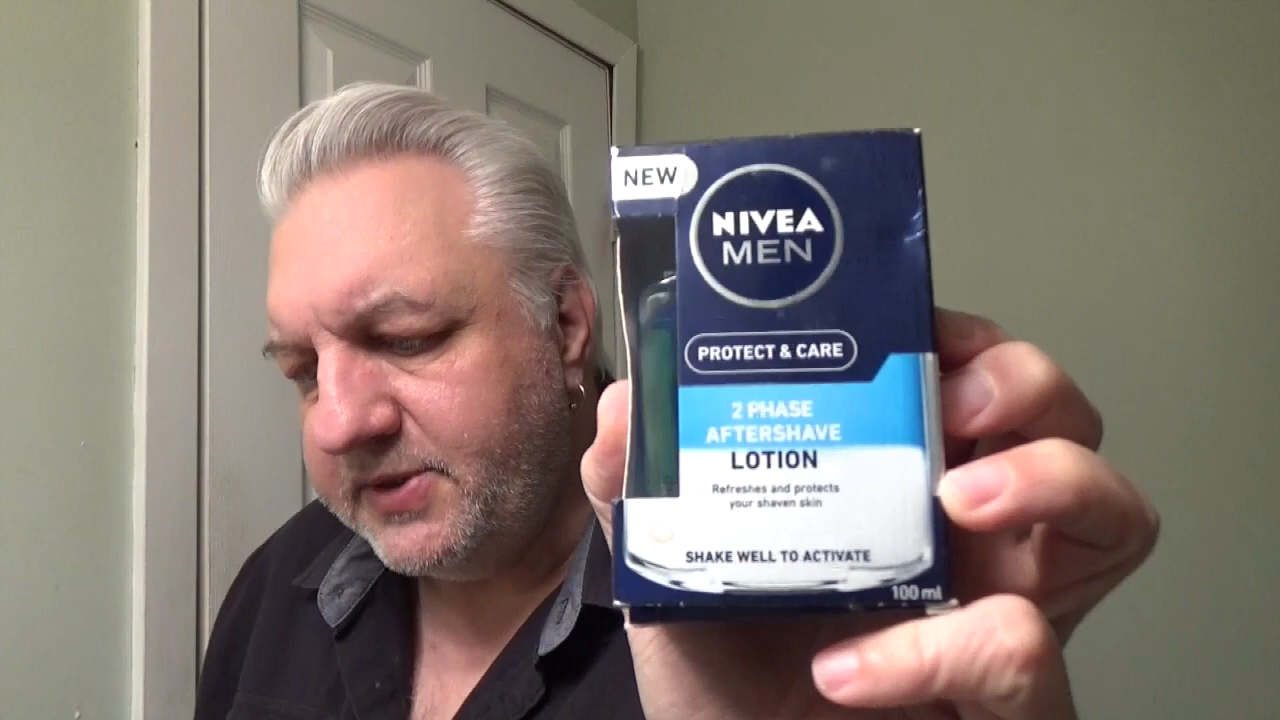 NEW
NIVEA
MEN
PROTECT & CARE
2 PHASE
AFTERSHAVE
LOTION
Refreshes and protects
your shaven skin
SHAKE WELL TO ACTIVATE
100 ml